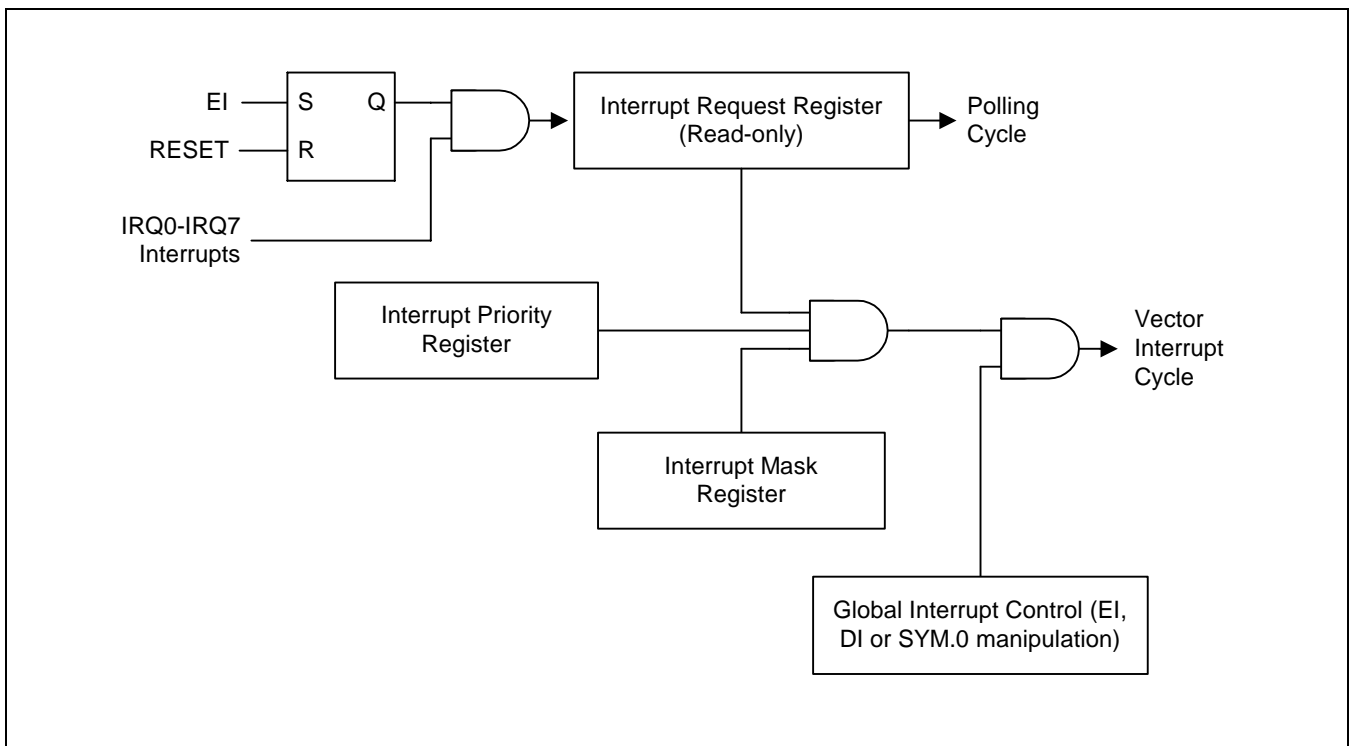 EI
S
Q
RESET
R
IRQ0-IRQ7
Interrupts
Interrupt Request Register
(Read-only)
Polling
Cycle
Interrupt Priority
Register
Vector
Interrupt
Cycle
Interrupt Mask
Register
Global Interrupt Control (EI,
DI or SYM.0 manipulation)